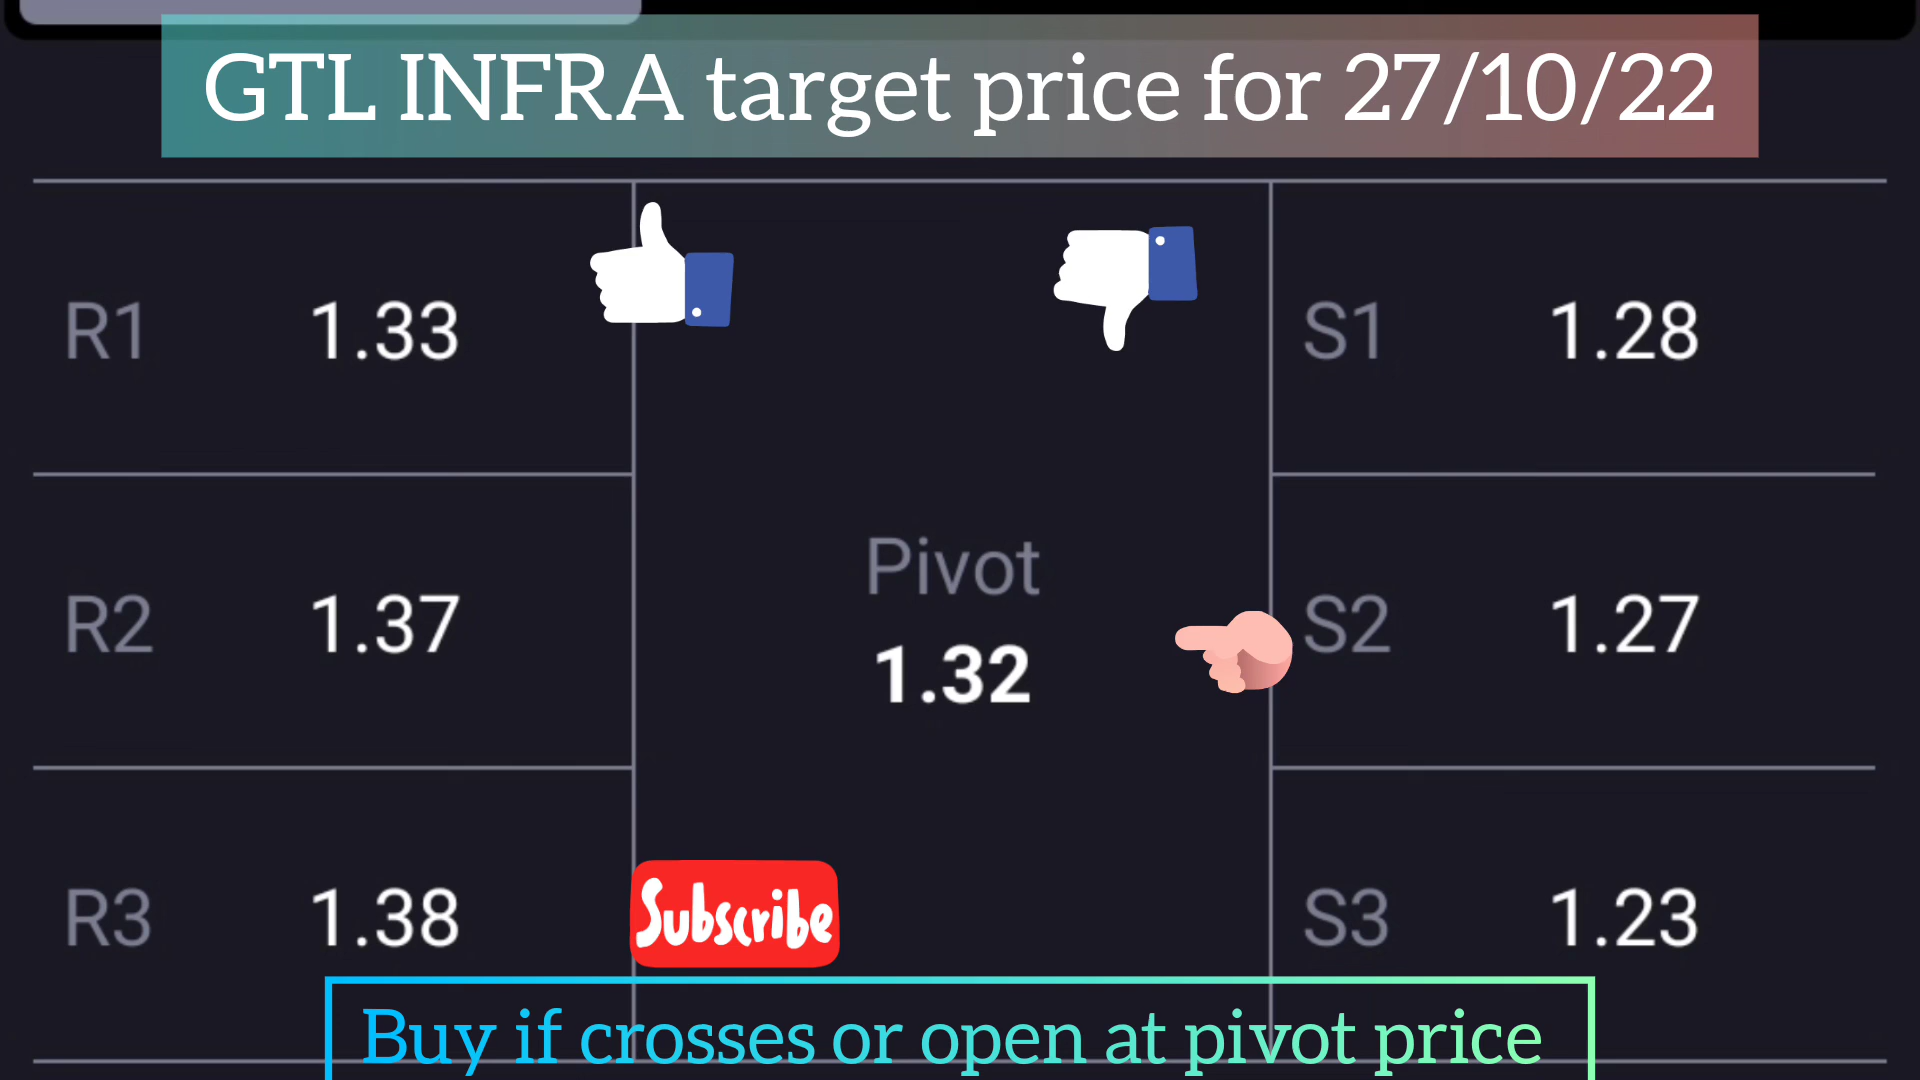 GTL INFRA target price for 27/10/22
R1 1.33
S1 1.28
Pivot
1.32
R2 1.37
S2 1.27
R3 1.38
Subscribe
S3 1.23
Buy if crosses or open at pivot price